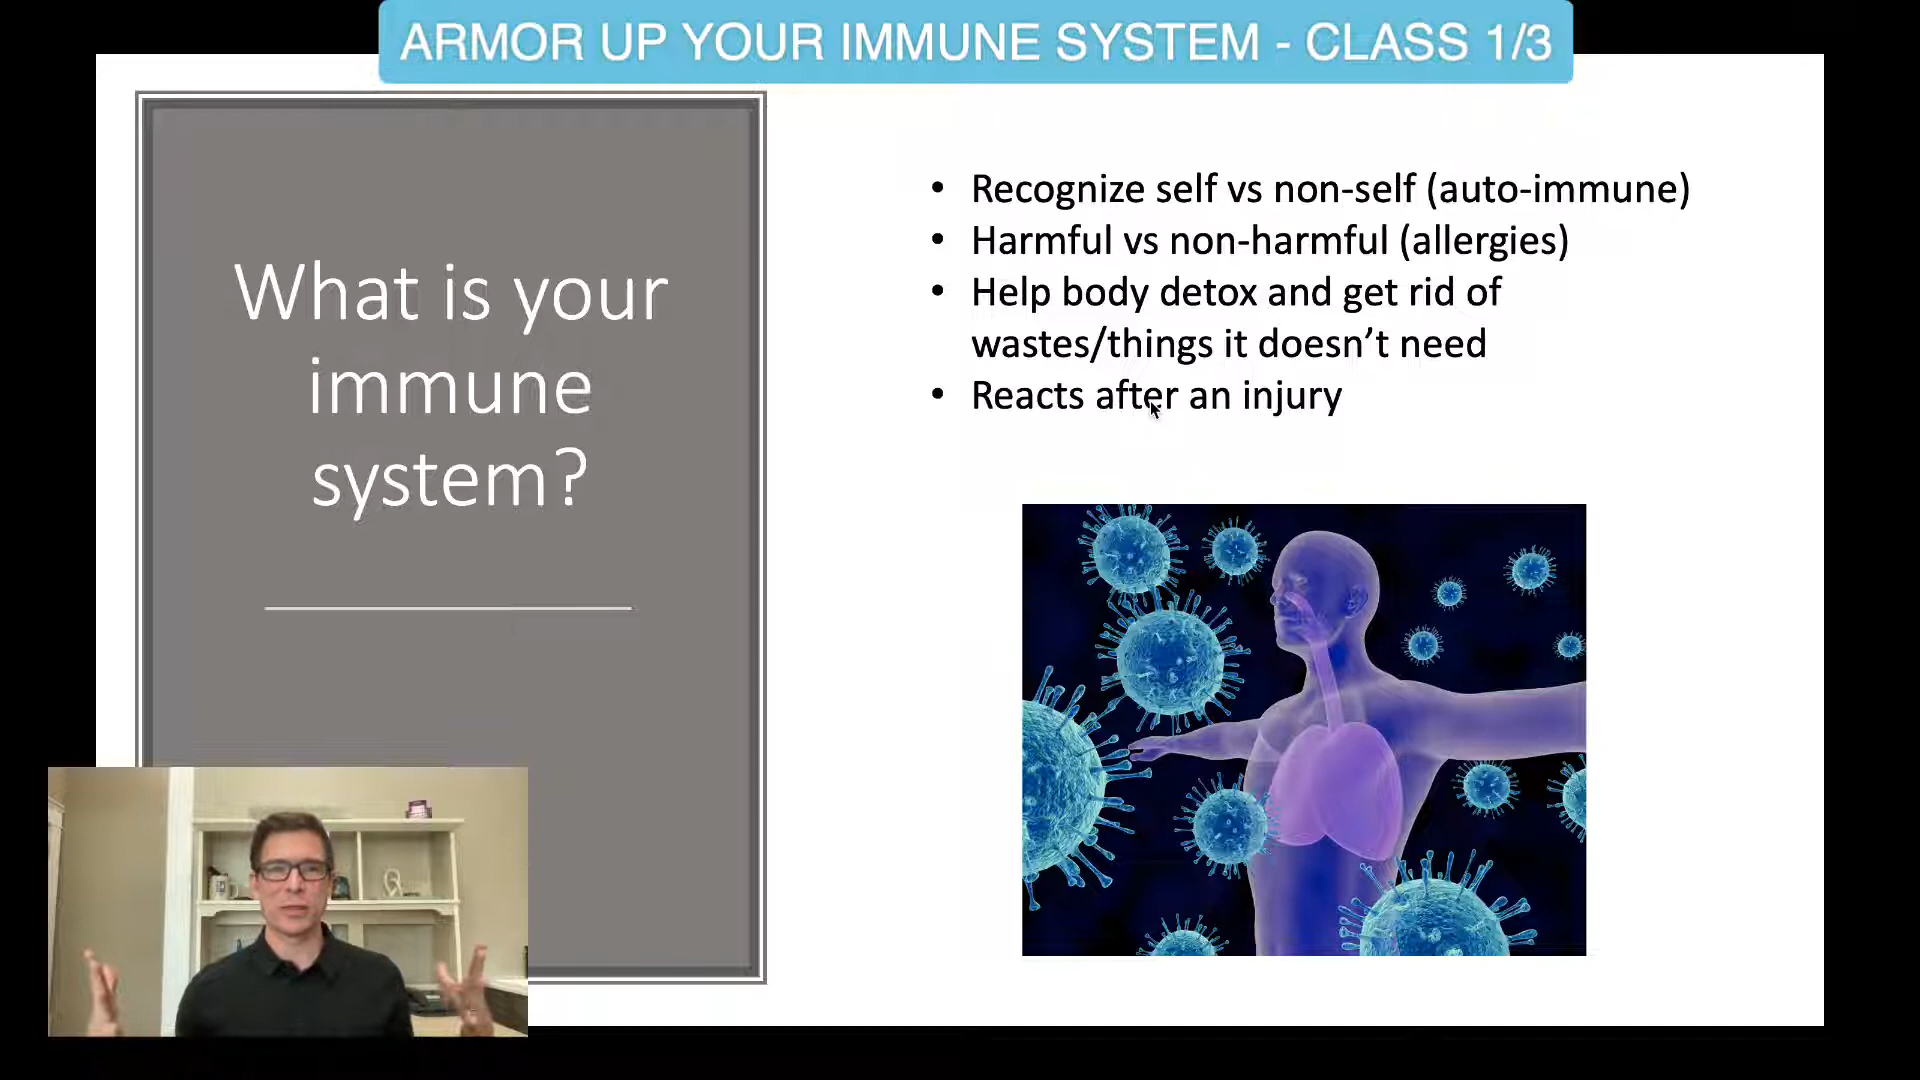 ARMOR UP YOUR IMMUNE SYSTEM - CLASS 1/3
What is your
immune
system?
• Recognize self vs non-self (auto-immune)
• Harmful vs non-harmful (allergies)
• Help body detox and get rid of
wastes/things it doesn’t need
• Reacts after an injury